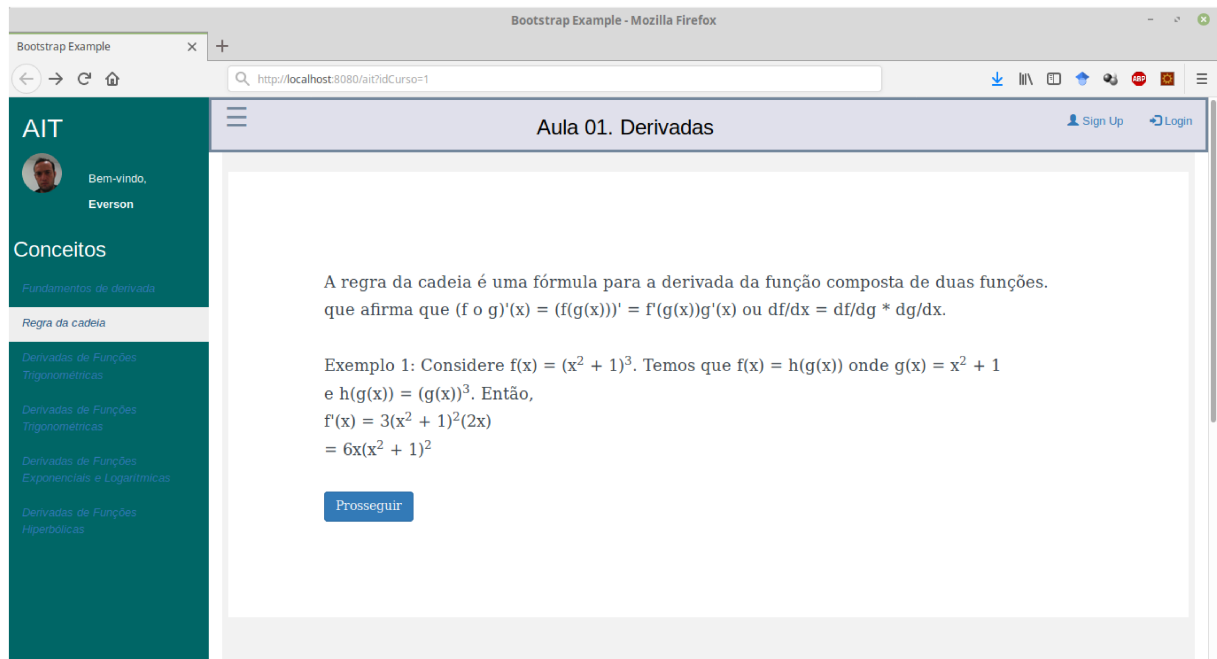 Bootstrap Example - Mozilla Firefox
Bootstrap Example
http://localhost:8080/ait?idCurso=1
ABP
AIT
Bem-vindo,
Everson
Conceitos
Fundamentos de derivada
Regra da cadeia
Derivadas de Funções
Trigonométricas
Derivadas de Funções
Trigonometricas
Derivadas de Funções
Exponenciais e Logarítmicas
Derivadas de Funções
Hiperbólicas
Aula 01. Derivadas
Sign Up
Login
A regra da cadeia é uma fórmula para a derivada da função composta de duas funções.
que afirma que (f o g)'(x) = (f(g(x)))' = f'(g(x))g'(x) ou df/dx = df/dg * dg/dx.
Exemplo 1: Considere f(x) = (x² + 1)³. Temos que f(x) = h(g(x)) onde g(x) = x² + 1
e h(g(x)) = (g(x))³. Então,
f'(x) = 3(x² + 1)²(2x)
= 6x(x² + 1)²
Prosseguir